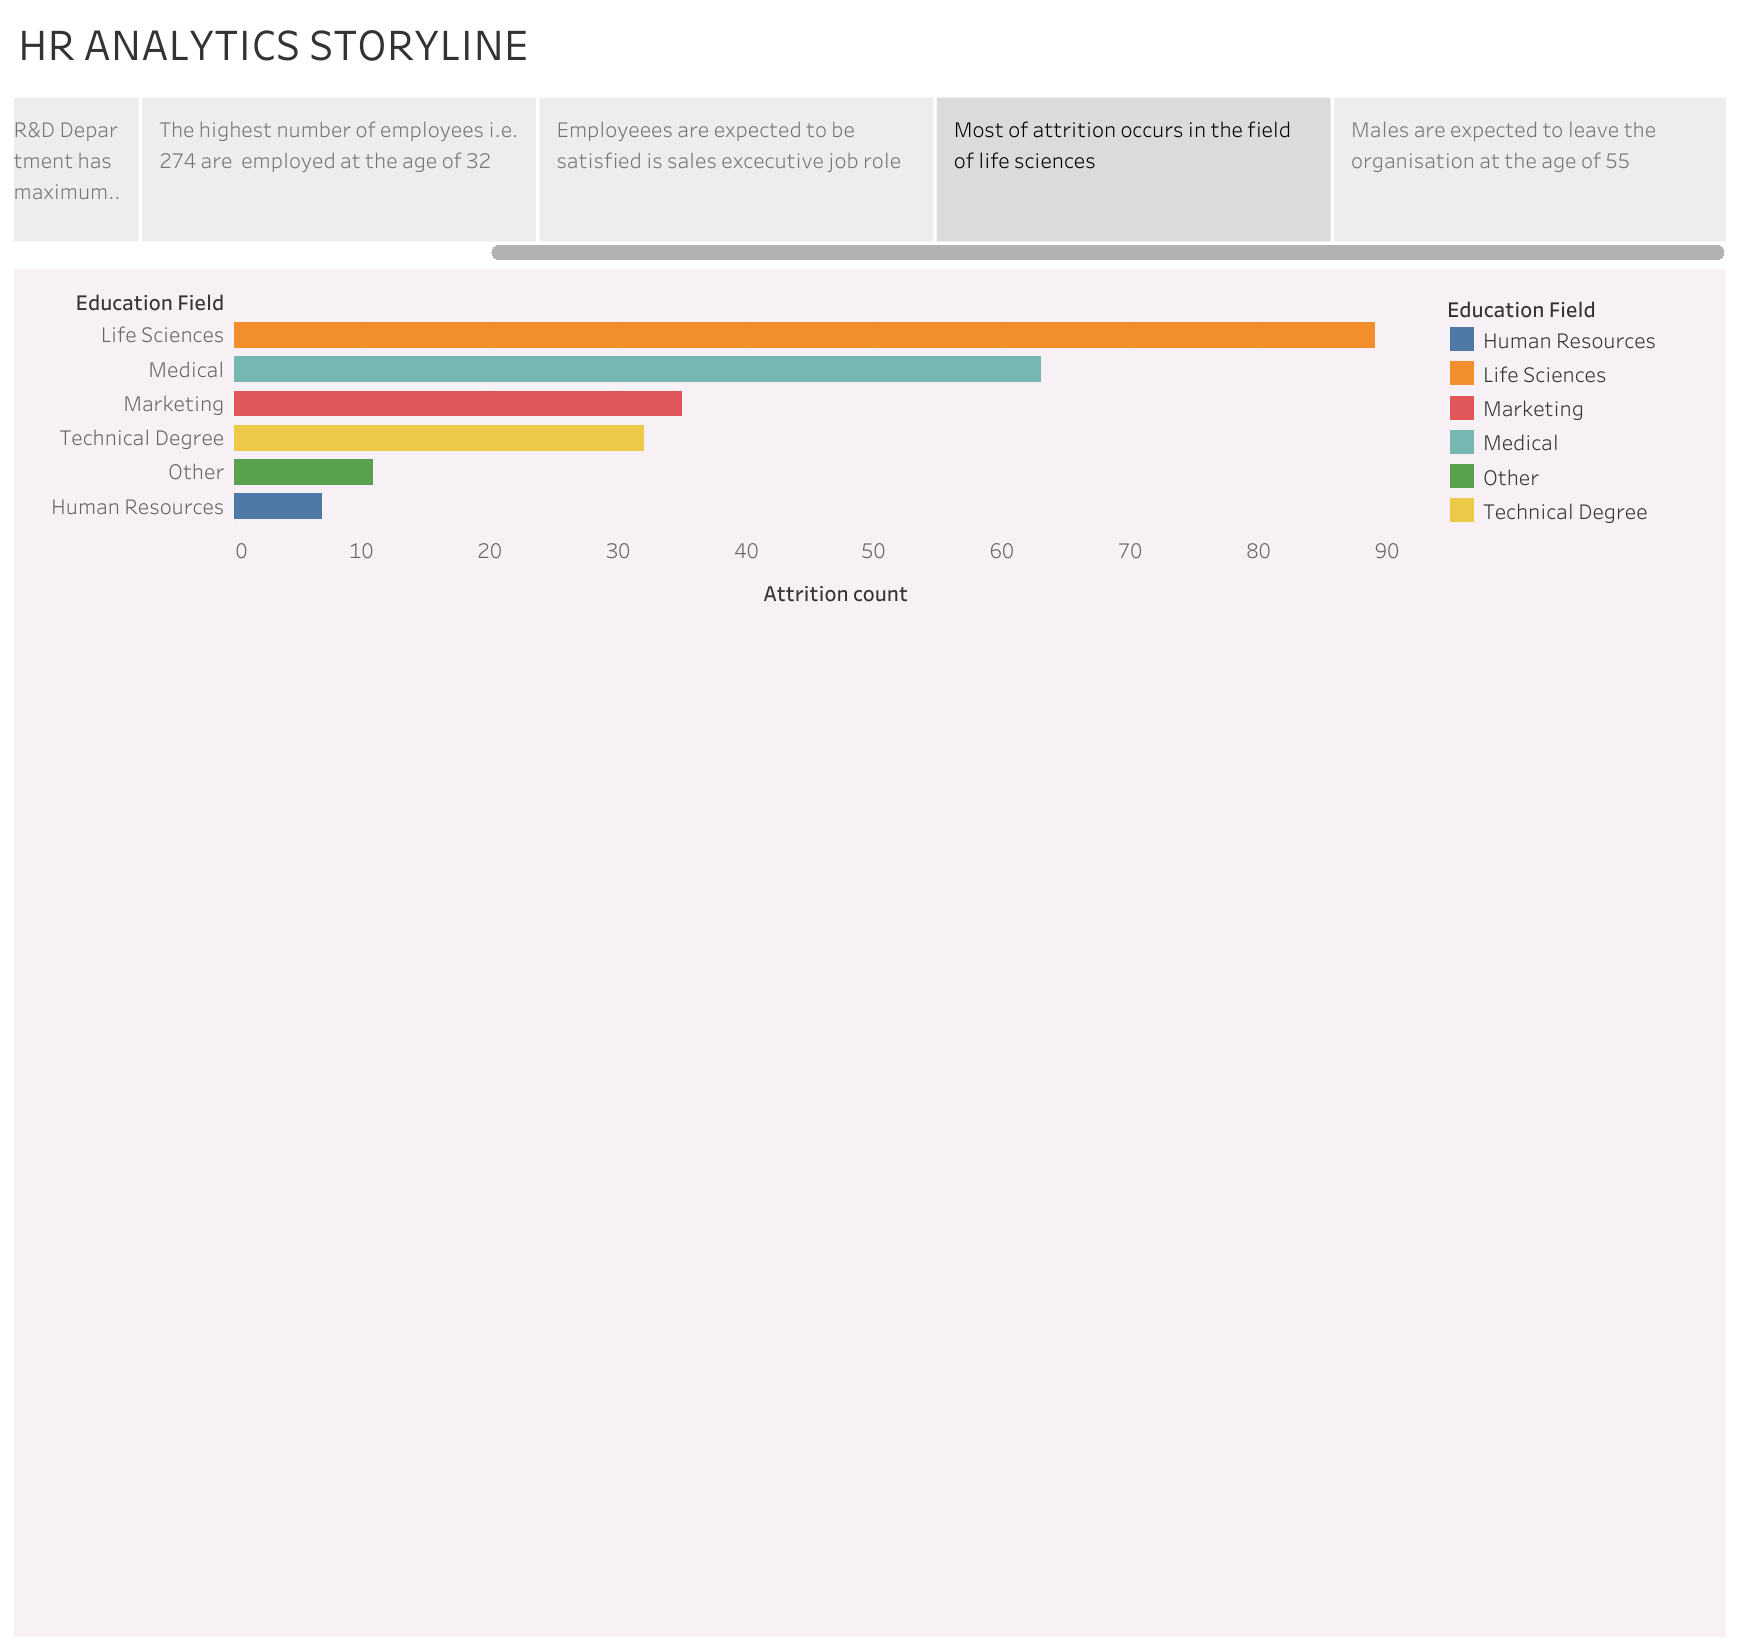 HR ANALYTICS STORYLINE
R&D Depar
tment has
maximum..
The highest number of employees i.e.
274 are  employed at the age of 32
Employeees are expected to be
satisfied is sales excecutive job role
Most of attrition occurs in the field
of life sciences
Males are expected to leave the
organisation at the age of 55
Education Field
Life Sciences
Medical
Marketing
Technical Degree
Other
Human Resources
0 10 20 30 40 50 60 70 80 90
Attrition count
Education Field
Human Resources
Life Sciences
Marketing
Medical
Other
Technical Degree